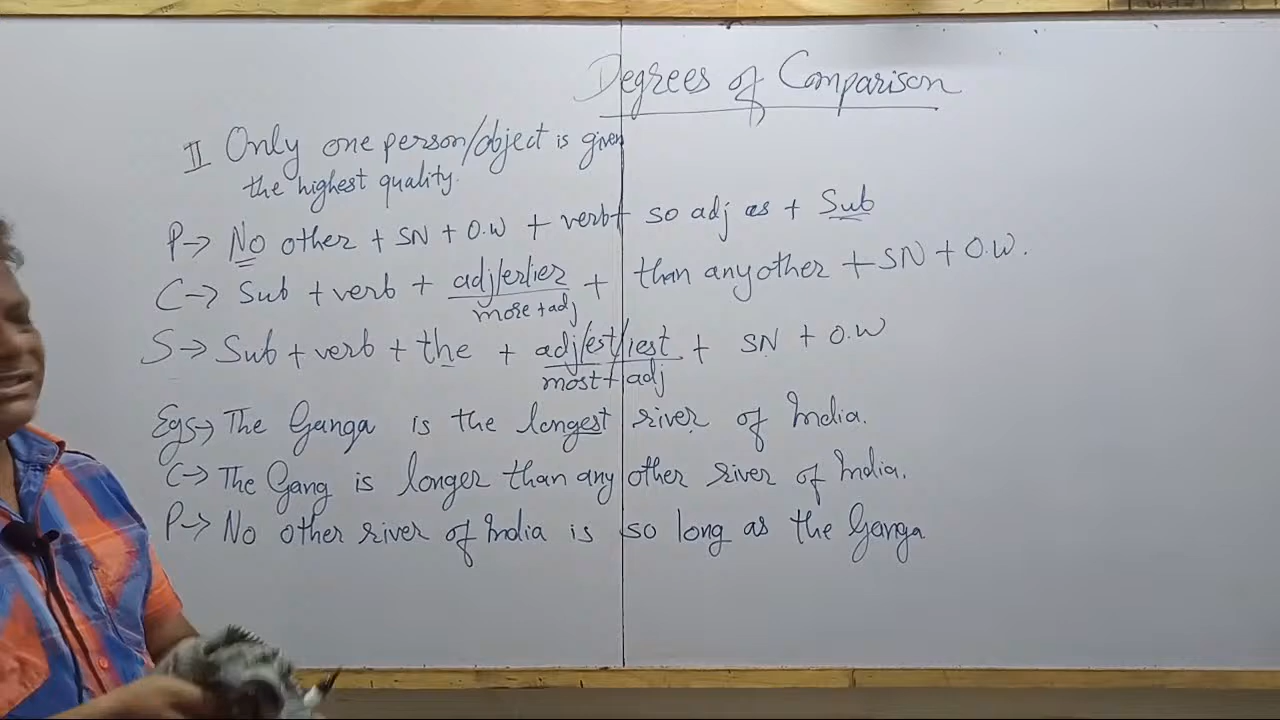 Degrees of Comparison
II Only one person/object is given
the highest quality.
P→ No other + SN + O.W + verb + so adj as + Sub
C→ Sub + verb + adj/er/ier + than any other + SN + O.W.
more + adj
S→ Sub + verb + the + adj/est/iest + SN + O.W
most + adj
Egs→ The Ganga is the longest river of India.
C→ The Gang is longer than any other river of India.
P→ No other river of India is so long as the Ganga